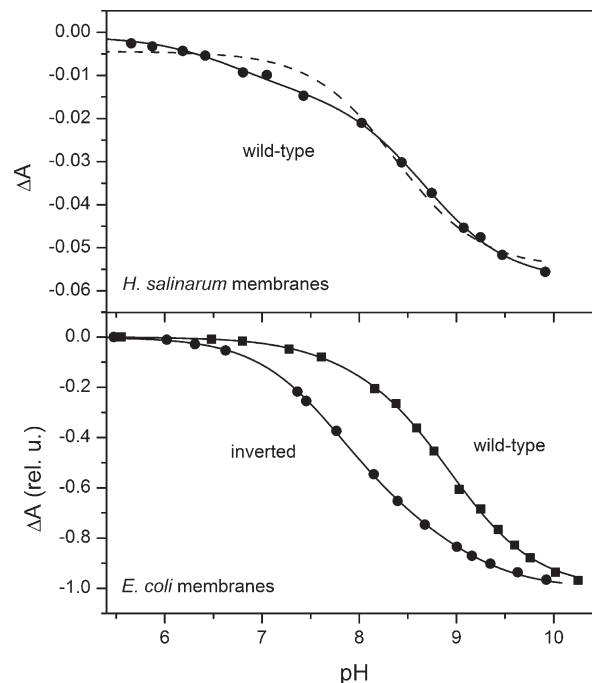 0.00
-0.01
-0.02
-0.03
-0.04
-0.05
-0.06
ΔA
wild-type
H. salinarum membranes
0.0
-0.2
-0.4
-0.6
-0.8
-1.0
ΔA (rel. u.)
inverted
wild-type
E. coli membranes
6 7 8 9 10
pH